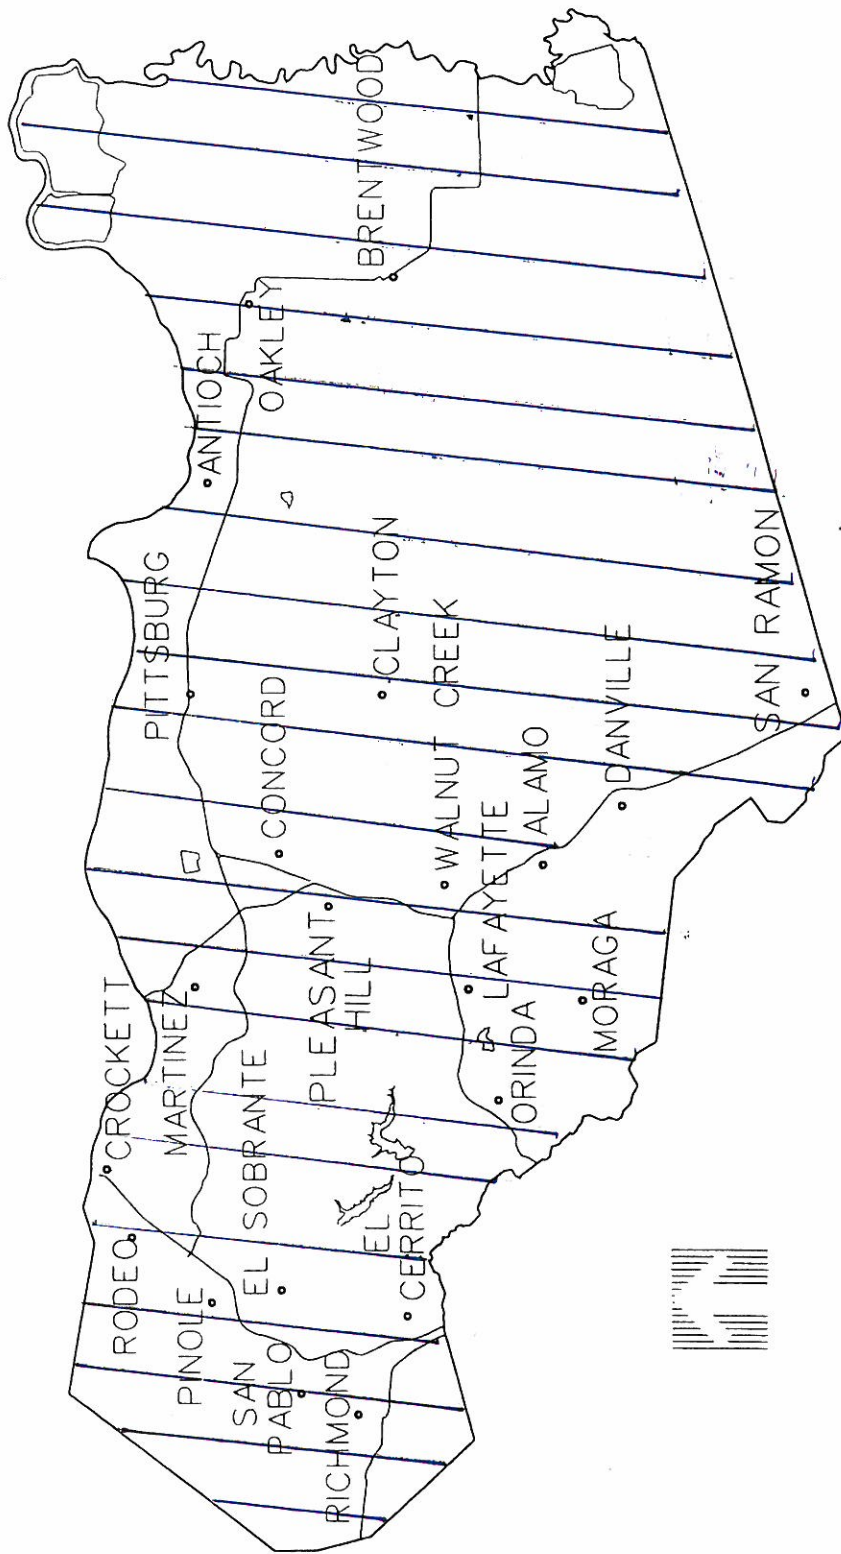 RODEO
CROCKETT
PINOLE
MARTINEZ
SAN
PABLO
EL SOBRANTE
RICHMOND
EL
CERRITO
PLEASANT
HILL
ORINDA
LAFAYETTE
MORAGA
CONCORD
PITTSBURG
WALNUT CREEK
ALAMO
CLAYTON
DANVILLE
SAN RAMON
ANTIOCH
OAKLEY
BRENTWOOD